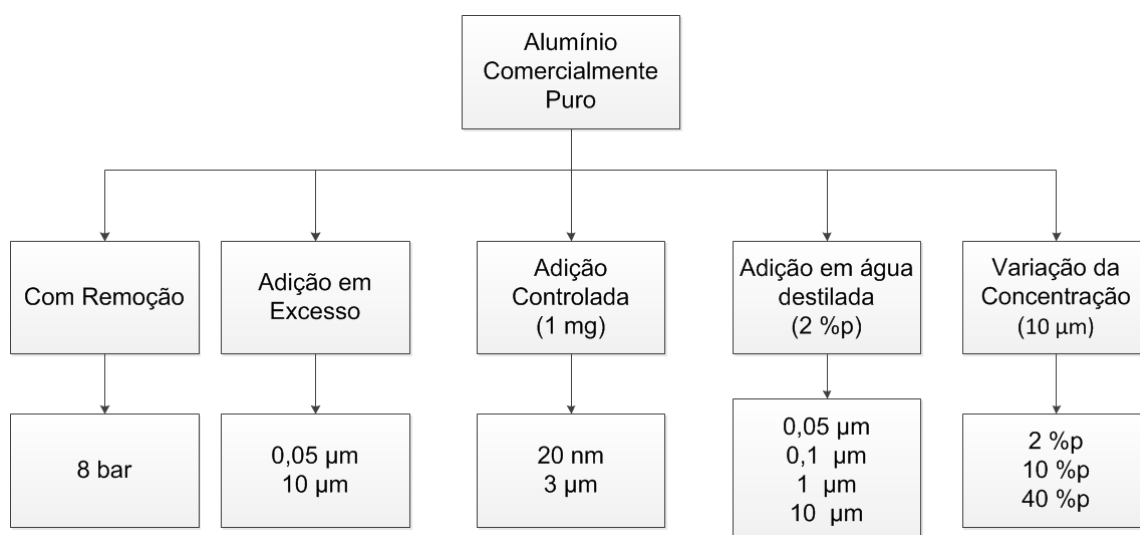 Alumínio
Comercialmente
Puro
Com Remoção
Adição em
Excesso
Adição
Controlada
(1 mg)
Adição em água
destilada
(2 %p)
Variação da
Concentração
(10 µm)
8 bar
0,05 µm
10 µm
20 nm
3 µm
0,05 µm
0,1 µm
1 µm
10 µm
2 %p
10 %p
40 %p